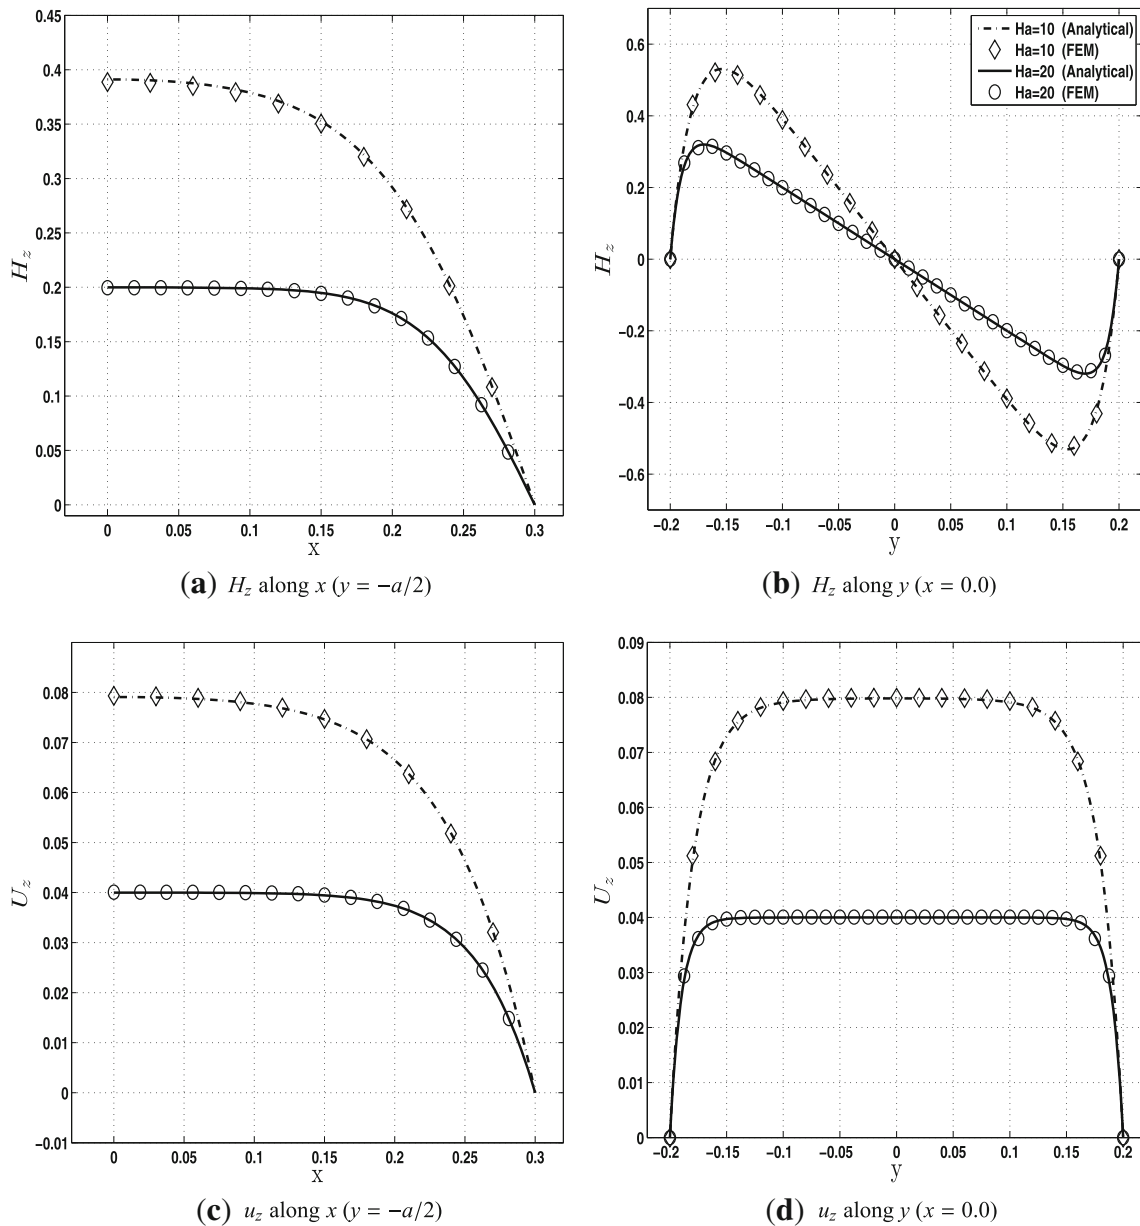 0.45
0.4
0.35
0.3
0.25
0.2
0.15
0.1
0.05
0
H_z
0 0.05 0.1 0.15 0.2 0.25 0.3
x
(a) H_z along x (y = −a/2)
Ha=10 (Analytical)
Ha=10 (FEM)
Ha=20 (Analytical)
Ha=20 (FEM)
0.6
0.4
0.2
0
−0.2
−0.4
−0.6
H_z
−0.2 −0.15 −0.1 −0.05 0 0.05 0.1 0.15 0.2
y
(b) H_z along y (x = 0.0)
0.08
0.07
0.06
0.05
0.04
0.03
0.02
0.01
0
−0.01
U_z
0 0.05 0.1 0.15 0.2 0.25 0.3
x
(c) u_z along x (y = −a/2)
0.09
0.08
0.07
0.06
0.05
0.04
0.03
0.02
0.01
0
U_z
−0.2 −0.15 −0.1 −0.05 0 0.05 0.1 0.15 0.2
y
(d) u_z along y (x = 0.0)